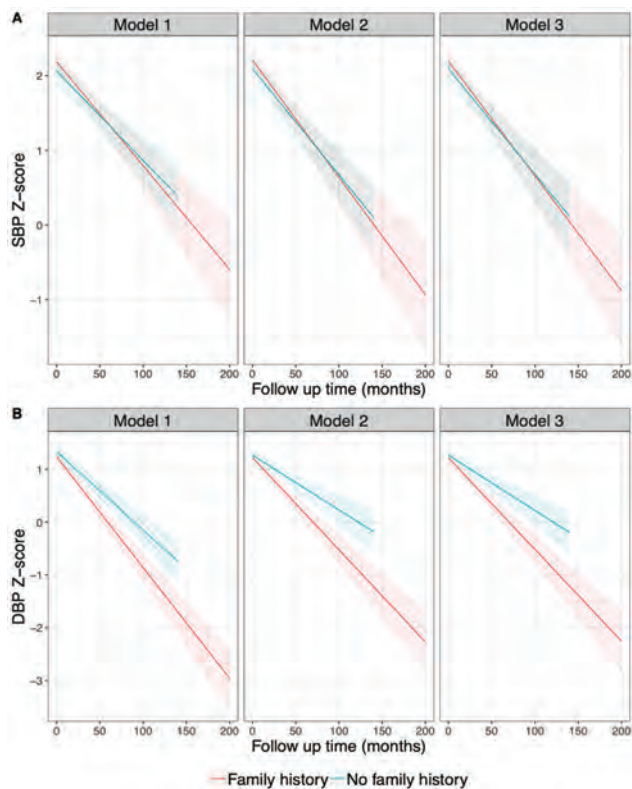 A
Model 1 Model 2 Model 3
SBP Z−score
2
1
0
−1
0 50 100 150 200 0 50 100 150 200 0 50 100 150 200
Follow up time (months)
B
Model 1 Model 2 Model 3
DBP Z−score
1
0
−1
−2
−3
0 50 100 150 200 0 50 100 150 200 0 50 100 150 200
Follow up time (months)
Family history No family history